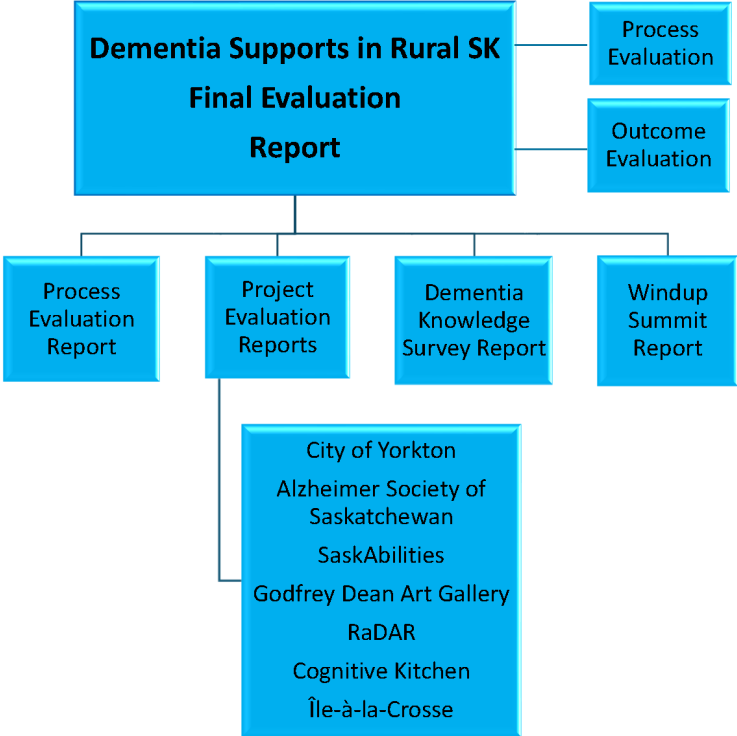 Dementia Supports in Rural SK
Final Evaluation
Report
Process
Evaluation
Outcome
Evaluation
Process
Evaluation
Report
Project
Evaluation
Reports
Dementia
Knowledge
Survey Report
Windup
Summit
Report
City of Yorkton
Alzheimer Society of
Saskatchewan
SaskAbilities
Godfrey Dean Art Gallery
RaDAR
Cognitive Kitchen
Île-à-la-Crosse